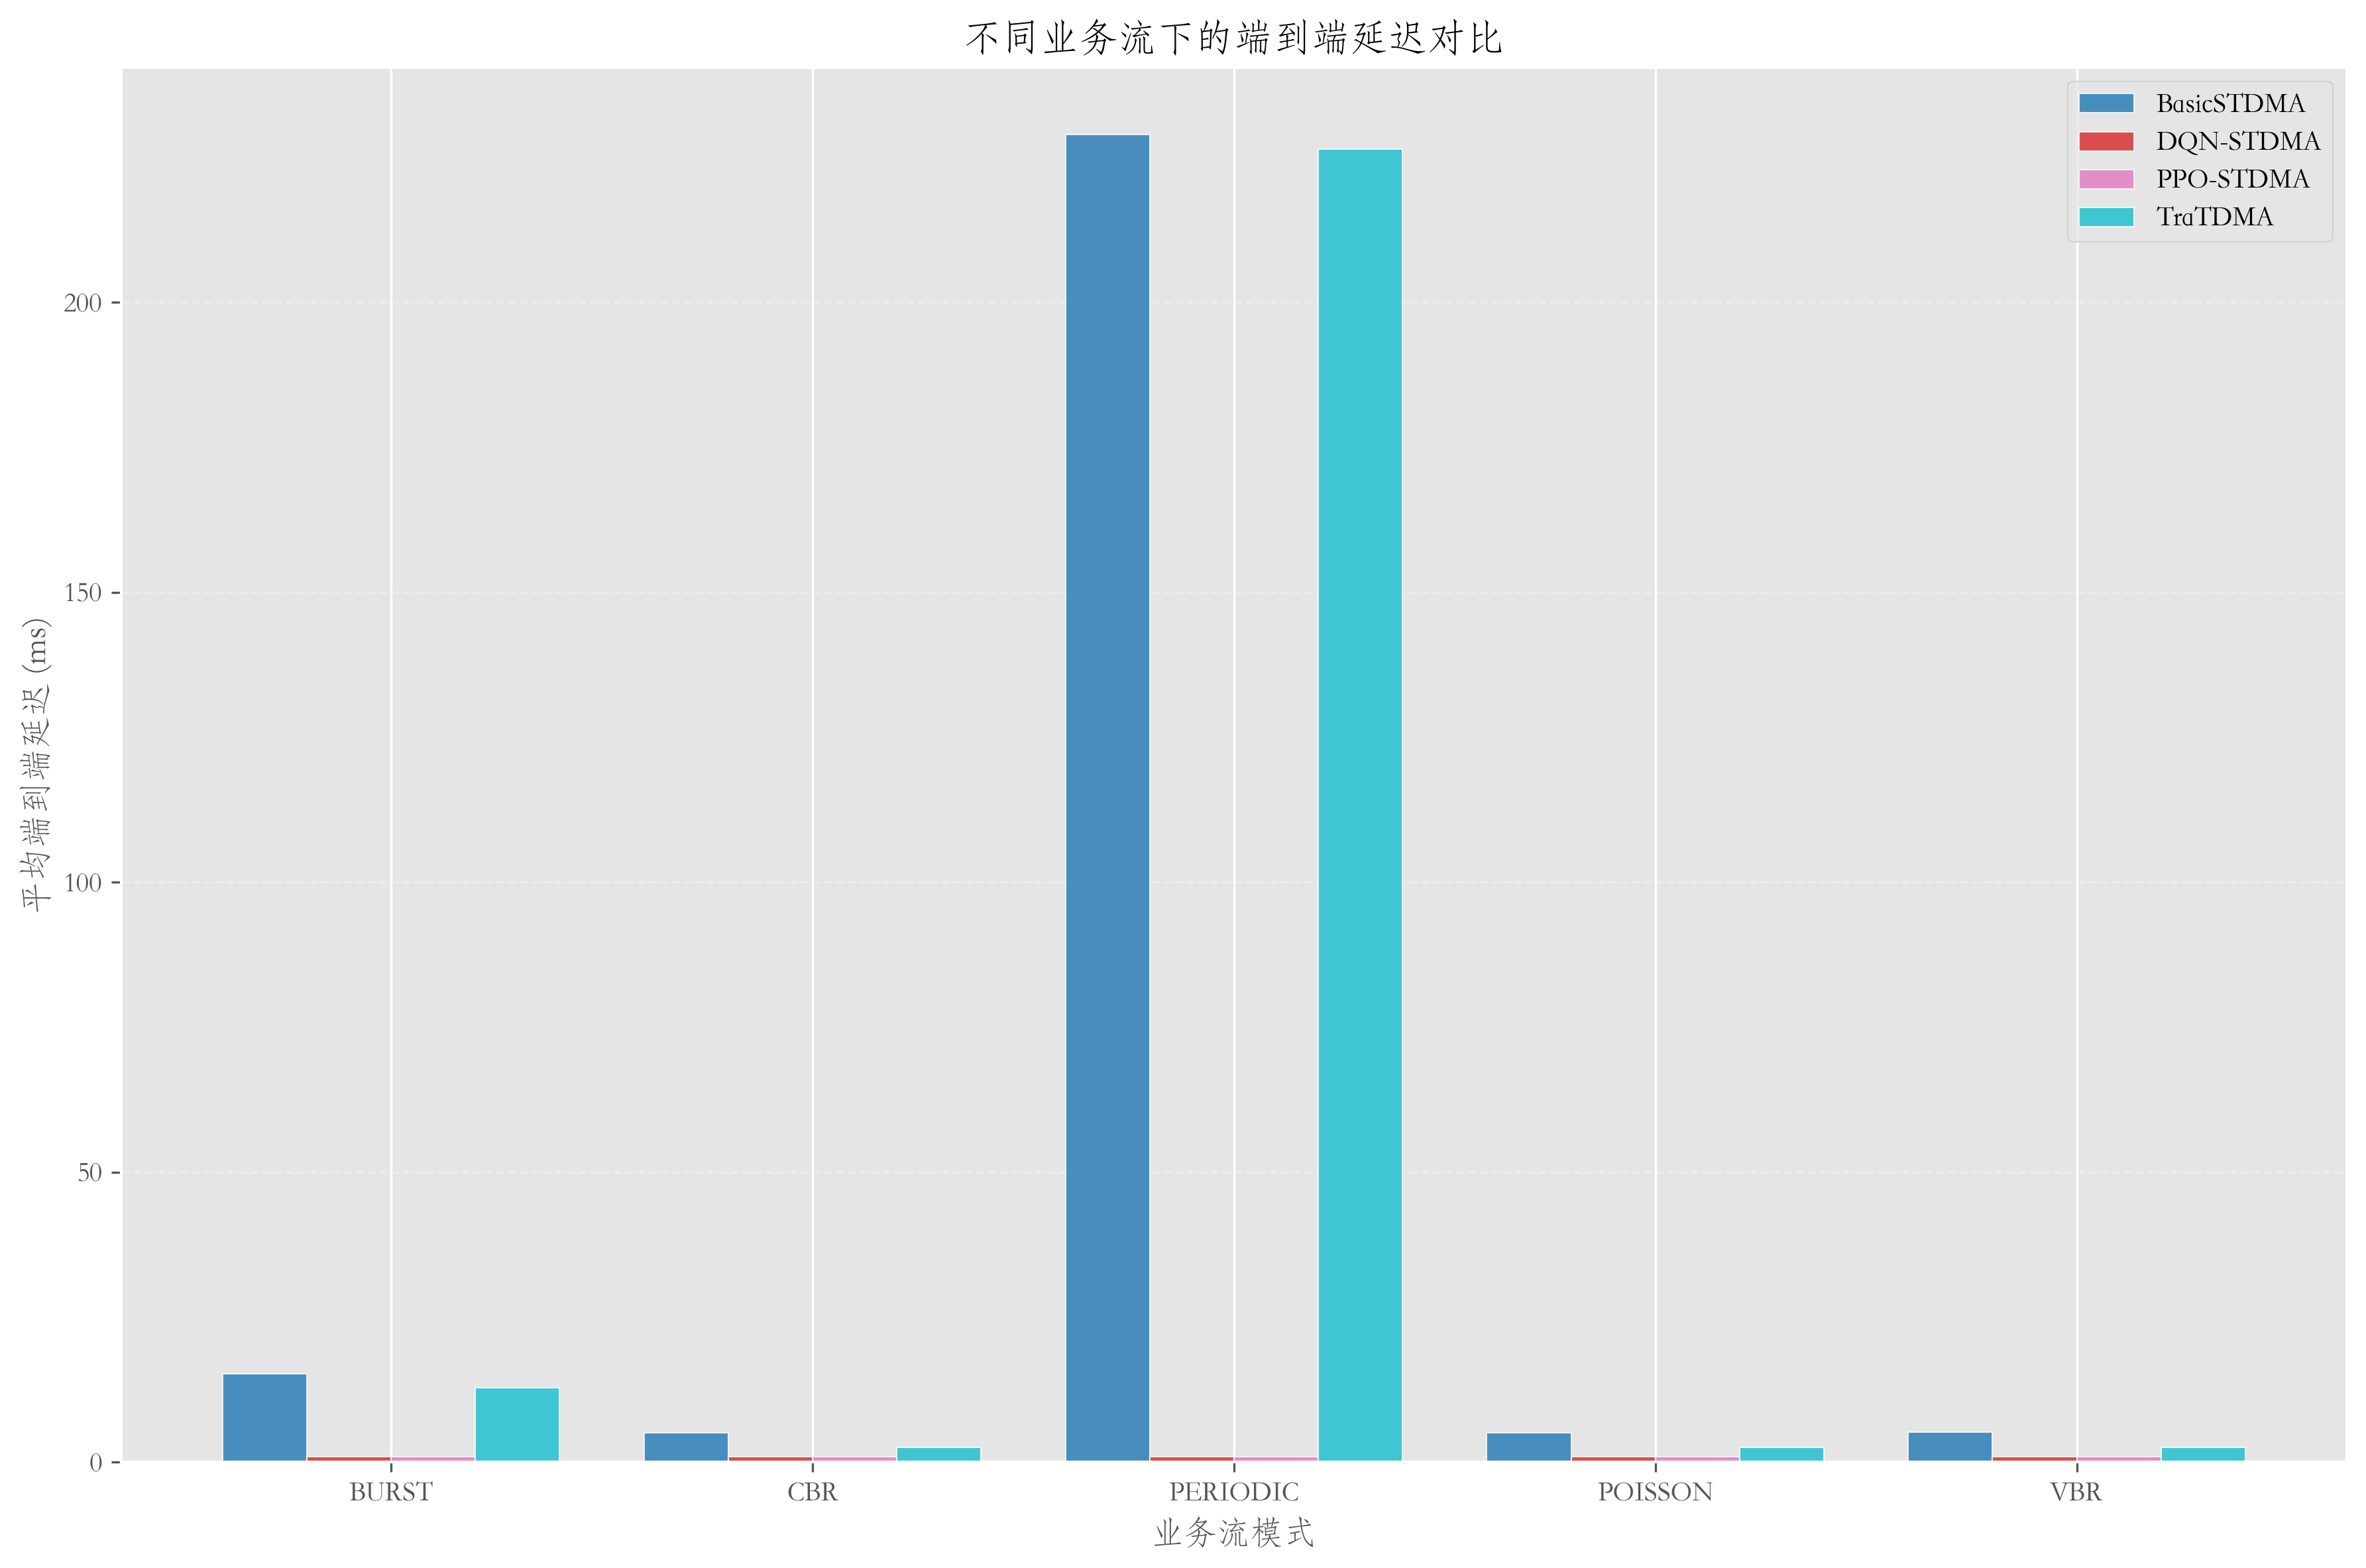 不同业务流下的端到端延迟对比
BasicSTDMA
DQN-STDMA
PPO-STDMA
TraTDMA
平均端到端延迟 (ms)
200
150
100
50
0
BURST
CBR
PERIODIC
POISSON
VBR
业务流模式